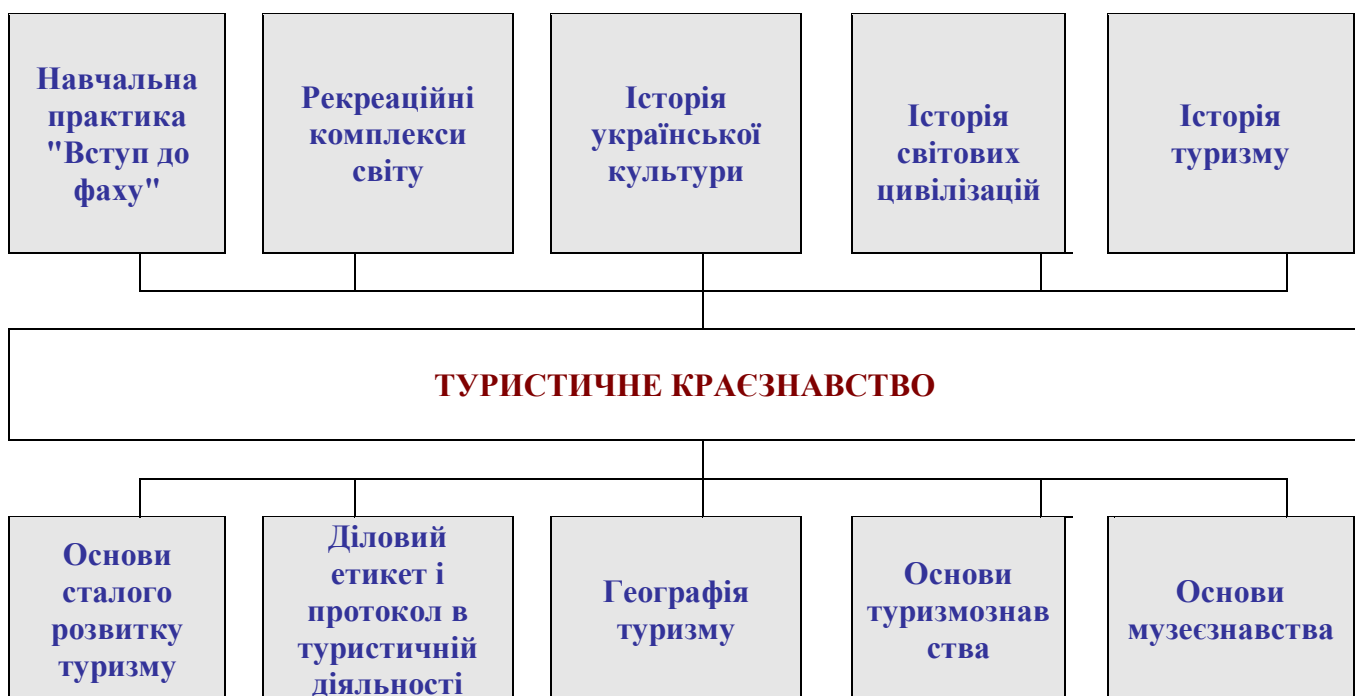 Навчальна
практика
"Вступ до
фаху"
Рекреаційні
комплекси
світу
Історія
української
культури
Історія
світових
цивілізацій
Історія
туризму
ТУРИСТИЧНЕ КРАЄЗНАВСТВО
Основи
сталого
розвитку
туризму
Діловий
етикет і
протокол в
туристичній
діяльності
Географія
туризму
Основи
туризмознав
ства
Основи
музеєзнавства